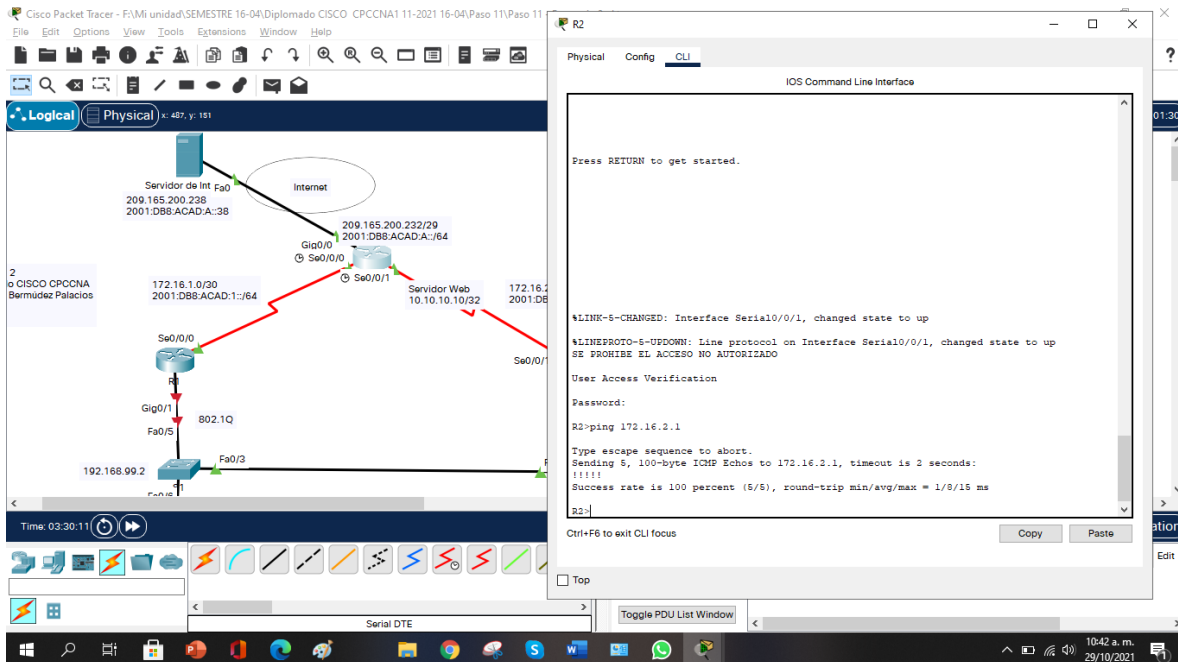 Cisco Packet Tracer - F:\Mi unidad\SEMESTRE 16-04\Diplomado CISCO CPCCNA1 11-2021 16-04\Paso 11\Paso 11
File Edit Options View Tools Extensions Window Help
Logical
Physical
x: 487, y: 151
01:30
Servidor de Int
Fa0
209.165.200.238
2001:DB8:ACAD:A::38
Internet
209.165.200.232/29
2001:DB8:ACAD:A::/64
Gig0/0
Se0/0/0
Se0/0/1
2
o CISCO CPCCNA
Bermúdez Palacios
172.16.1.0/30
2001:DB8:ACAD:1::/64
Servidor Web
10.10.10.10/32
172.16.2
2001:DB
Se0/0/0
Se0/0/1
R1
Gig0/1
802.1Q
Fa0/5
192.168.99.2
Fa0/3
Fa0/6
S1
Time: 03:30:11
Serial DTE
Toggle PDU List Window
Edit
R2
Physical Config CLI
IOS Command Line Interface
Press RETURN to get started.
%LINK-5-CHANGED: Interface Serial0/0/1, changed state to up
%LINEPROTO-5-UPDOWN: Line protocol on Interface Serial0/0/1, changed state to up
SE PROHIBE EL ACCESO NO AUTORIZADO
User Access Verification
Password:
R2>ping 172.16.2.1
Type escape sequence to abort.
Sending 5, 100-byte ICMP Echos to 172.16.2.1, timeout is 2 seconds:
!!!!!
Success rate is 100 percent (5/5), round-trip min/avg/max = 1/8/15 ms
R2>
Ctrl+F6 to exit CLI focus
Copy
Paste
Top
10:42 a. m.
29/10/2021